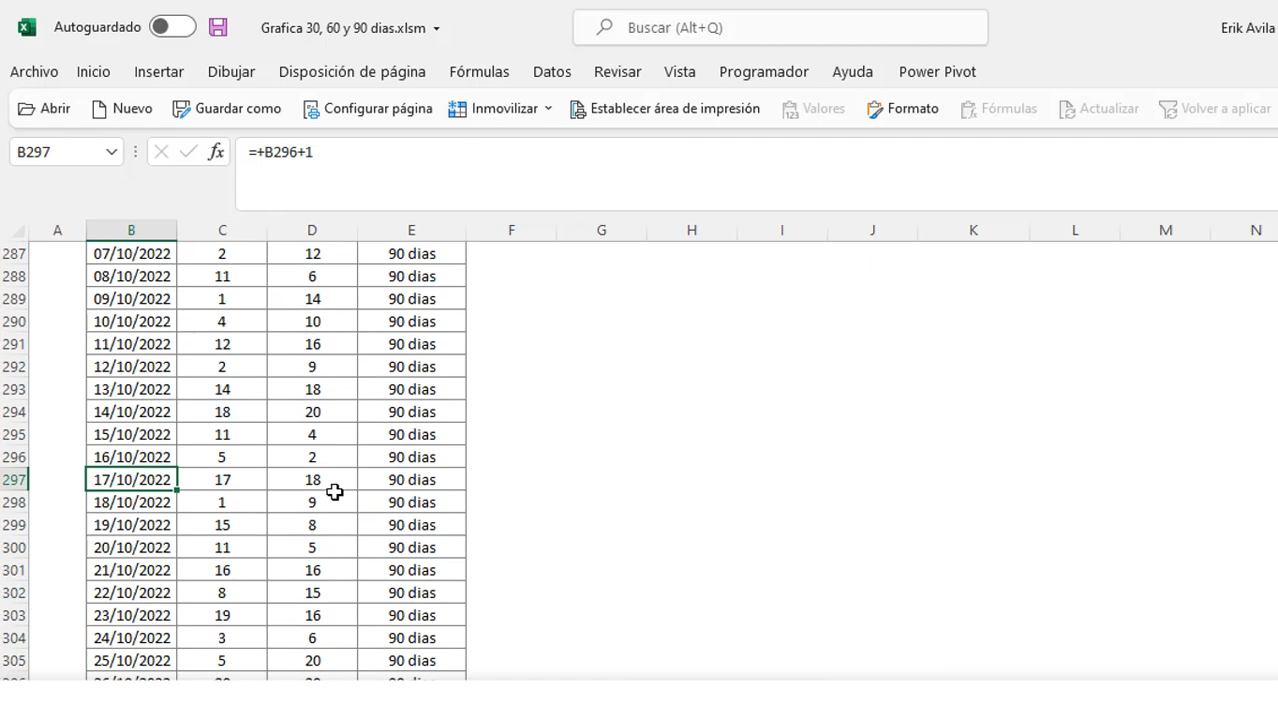 Autoguardado Grafica 30, 60 y 90 dias.xlsm Buscar (Alt+Q) Erik Avila
Archivo Inicio Insertar Dibujar Disposición de página Fórmulas Datos Revisar Vista Programador Ayuda Power Pivot
Abrir Nuevo Guardar como Configurar página Inmovilizar Establecer área de impresión Valores Formato Fórmulas Actualizar Volver a aplicar
B297 fx =+B296+1
A B C D E F G H I J K L M N
287 07/10/2022 2 12 90 dias
288 08/10/2022 11 6 90 dias
289 09/10/2022 1 14 90 dias
290 10/10/2022 4 10 90 dias
291 11/10/2022 12 16 90 dias
292 12/10/2022 2 9 90 dias
293 13/10/2022 14 18 90 dias
294 14/10/2022 18 20 90 dias
295 15/10/2022 11 4 90 dias
296 16/10/2022 5 2 90 dias
297 17/10/2022 17 18 90 dias
298 18/10/2022 1 9 90 dias
299 19/10/2022 15 8 90 dias
300 20/10/2022 11 5 90 dias
301 21/10/2022 16 16 90 dias
302 22/10/2022 8 15 90 dias
303 23/10/2022 19 16 90 dias
304 24/10/2022 3 6 90 dias
305 25/10/2022 5 20 90 dias